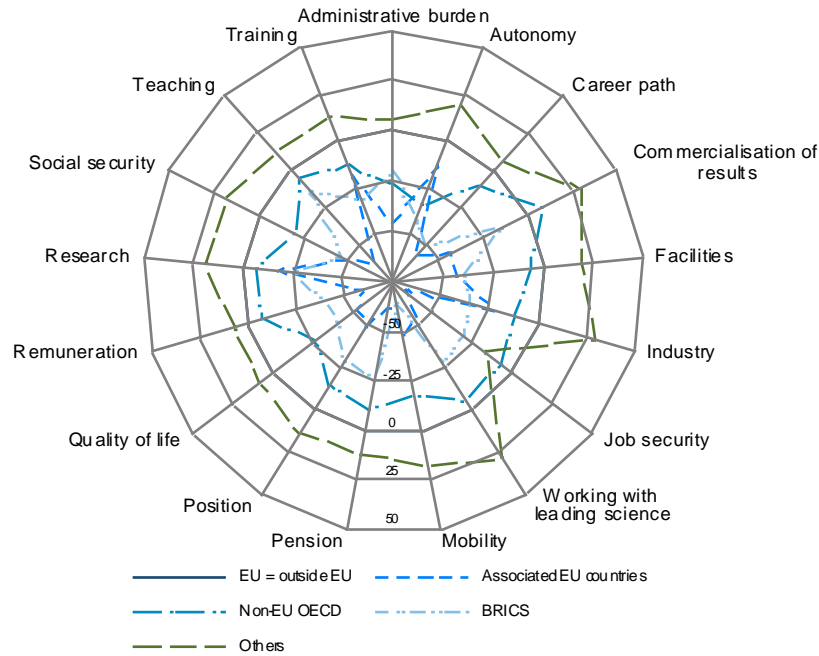 Administrative burden
Training
Autonomy
Teaching
Career path
Social security
Commercialisation of
results
Research
Facilities
Remuneration
Industry
Quality of life
Job security
Position
Working with
leading science
Pension
Mobility
-50
-25
0
25
50
EU = outside EU
Associated EU countries
Non-EU OECD
BRICS
Others